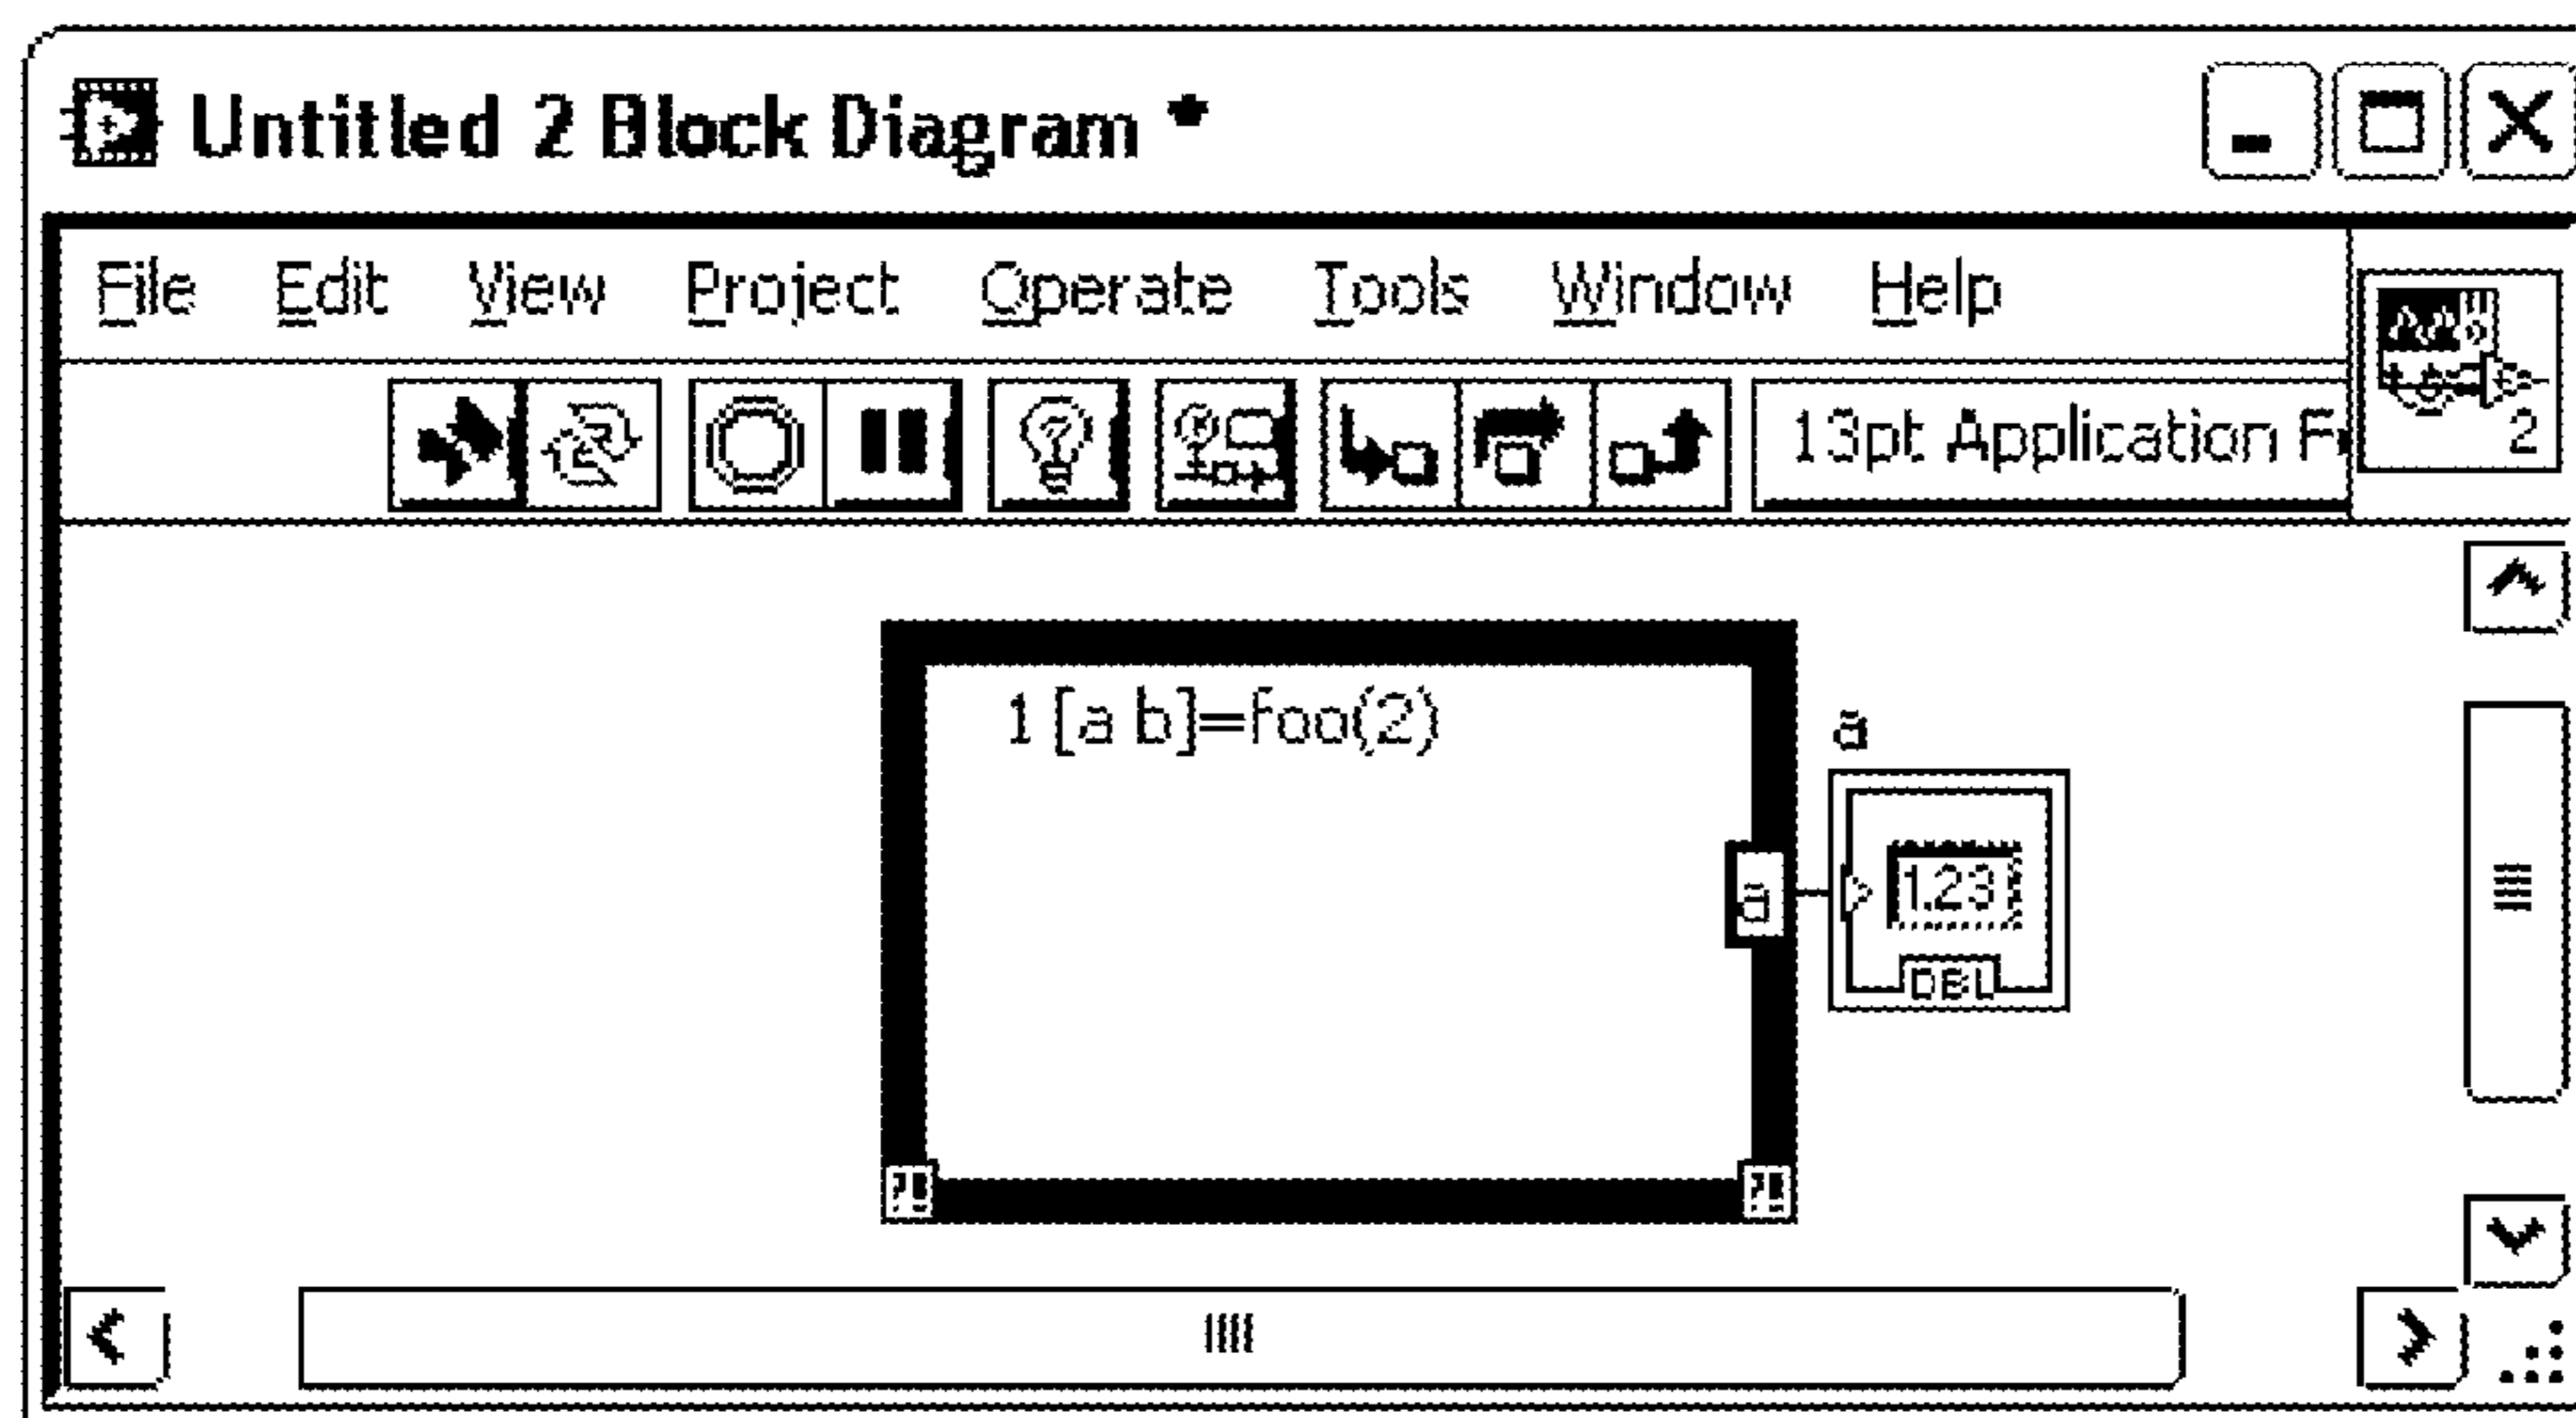 Untitled 2 Block Diagram *
File Edit View Project Operate Tools Window Help
13pt Application
2
1 [a b]=foo(2)
a
a
1.23
DBL